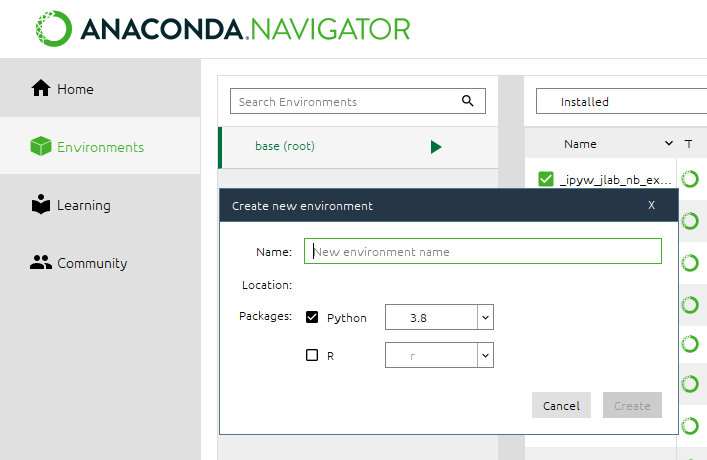 ANACONDA.NAVIGATOR
Home
Environments
Learning
Community
Search Environments
base (root)
Installed
Name T
_ipyw_jlab_nb_ex...
Create new environment X
Name: New environment name
Location:
Packages: Python 3.8
R r
Cancel Create